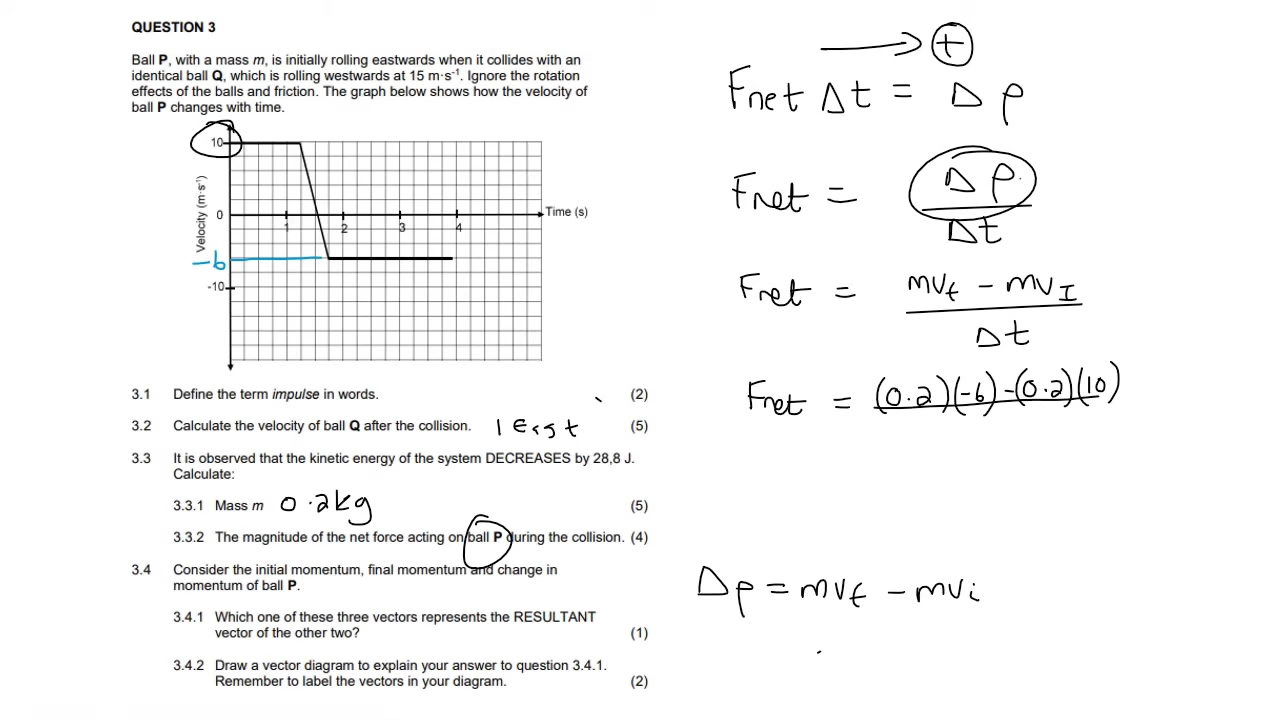 QUESTION 3
Ball P, with a mass m, is initially rolling eastwards when it collides with an
identical ball Q, which is rolling westwards at 15 m·s⁻¹. Ignore the rotation
effects of the balls and friction. The graph below shows how the velocity of
ball P changes with time.
10
Velocity (m·s⁻¹)
0
1
2
3
4
Time (s)
-6
-10
3.1 Define the term impulse in words. (2)
3.2 Calculate the velocity of ball Q after the collision. 1 East (5)
3.3 It is observed that the kinetic energy of the system DECREASES by 28,8 J.
Calculate:
3.3.1 Mass m 0.2kg (5)
3.3.2 The magnitude of the net force acting on ball P during the collision. (4)
3.4 Consider the initial momentum, final momentum and change in
momentum of ball P.
3.4.1 Which one of these three vectors represents the RESULTANT
vector of the other two? (1)
3.4.2 Draw a vector diagram to explain your answer to question 3.4.1.
Remember to label the vectors in your diagram. (2)
→ +
Fnet Δt = Δp
Fnet = Δp / Δt
Fnet = mVf - mVI / Δt
Fnet = (0.2)(-6) - (0.2)(10)
Δp = mVf - mVi